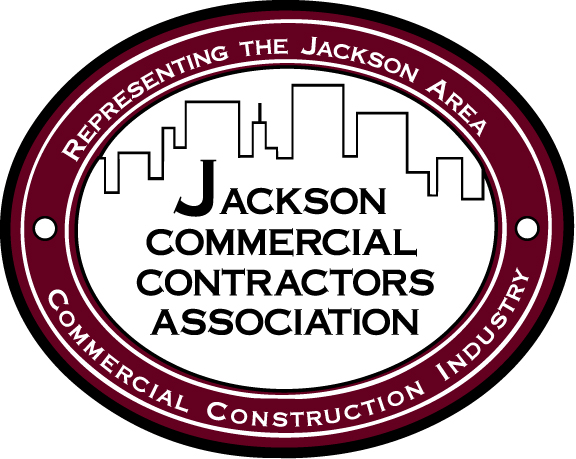 Representing the Jackson Area
Jackson
Commercial
Contractors
Association
Commercial Construction Industry